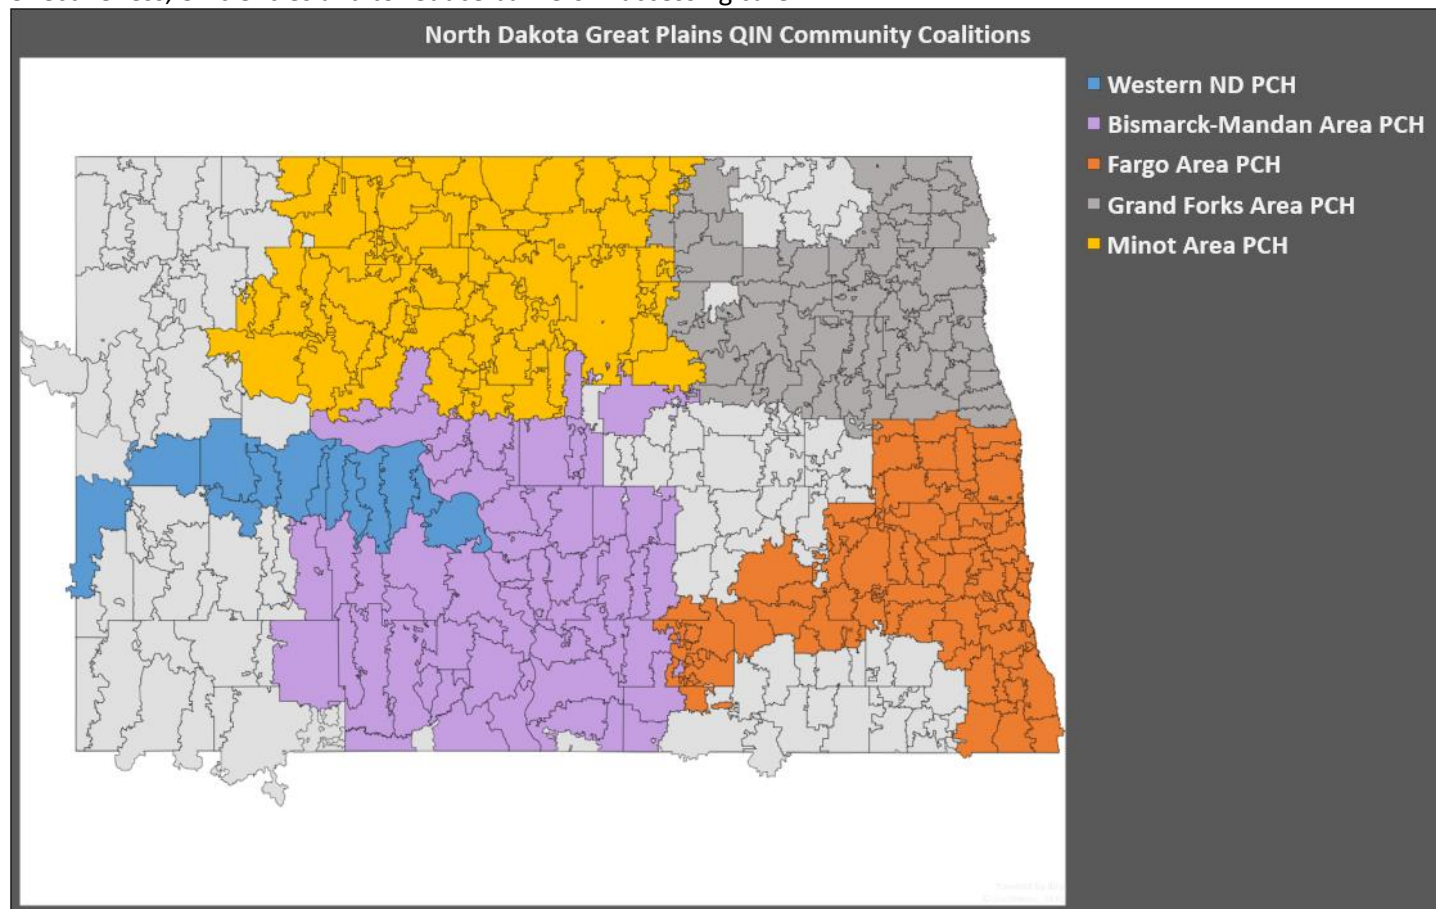 North Dakota Great Plains QIN Community Coalitions
Western ND PCH
Bismarck-Mandan Area PCH
Fargo Area PCH
Grand Forks Area PCH
Minot Area PCH